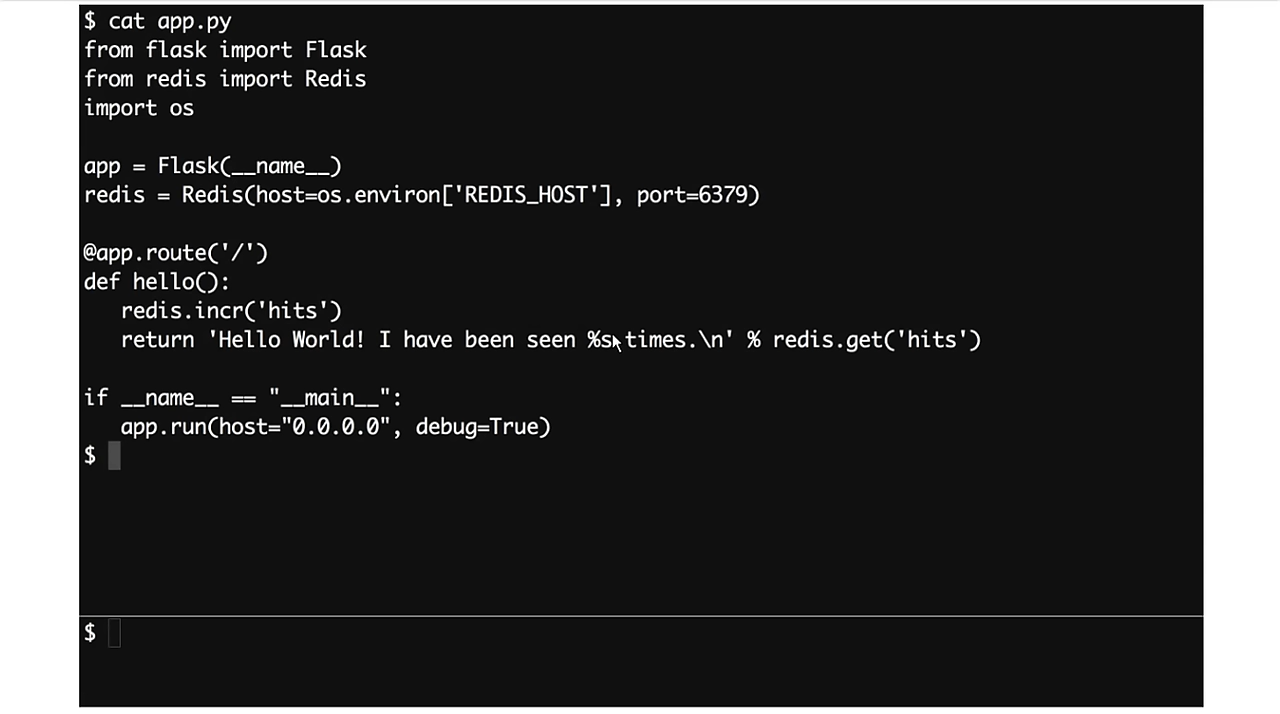 $ cat app.py
from flask import Flask
from redis import Redis
import os
app = Flask(__name__)
redis = Redis(host=os.environ['REDIS_HOST'], port=6379)
@app.route('/')
def hello():
   redis.incr('hits')
   return 'Hello World! I have been seen %s times.\n' % redis.get('hits')
if __name__ == "__main__":
   app.run(host="0.0.0.0", debug=True)
$
$